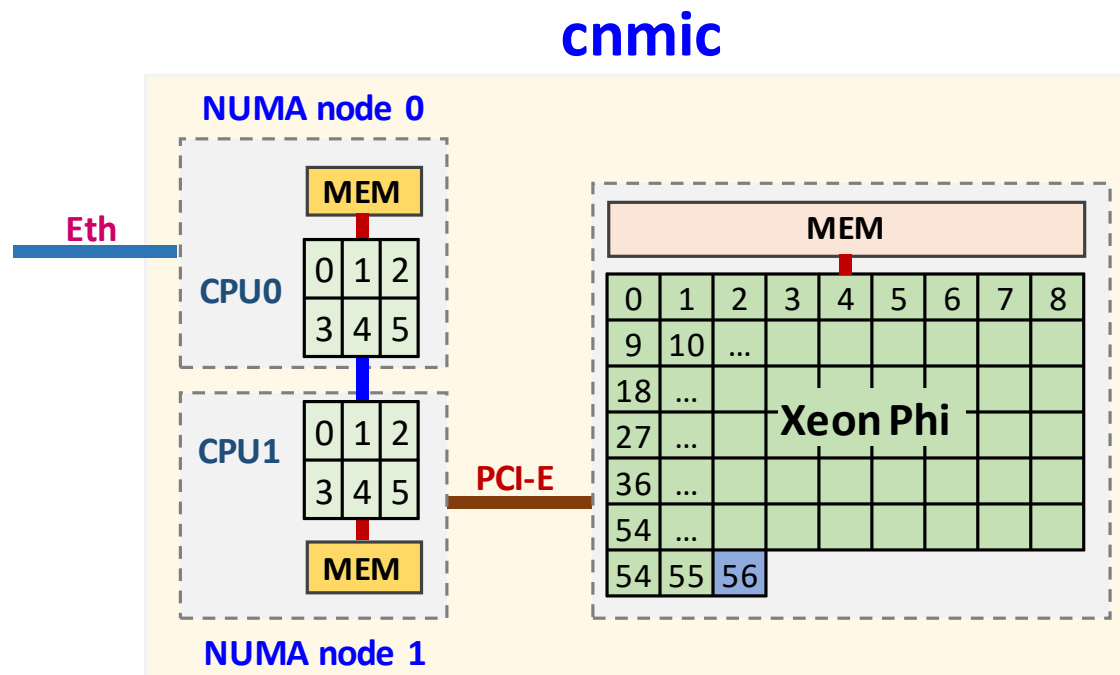 cnmic
NUMA node 0
MEM
Eth
CPU0
0 1 2
3 4 5
CPU1
0 1 2
3 4 5
MEM
NUMA node 1
PCI-E
MEM
0 1 2 3 4 5 6 7 8
9 10 ...
18 ...
Xeon Phi
27 ...
36 ...
54 ...
54 55 56